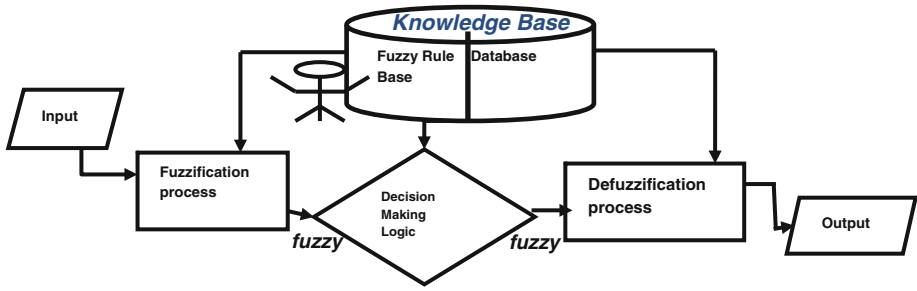 Knowledge Base
Fuzzy Rule
Base
Database
Input
Fuzzification
process
Decision
Making
Logic
Defuzzification
process
Output
fuzzy
fuzzy